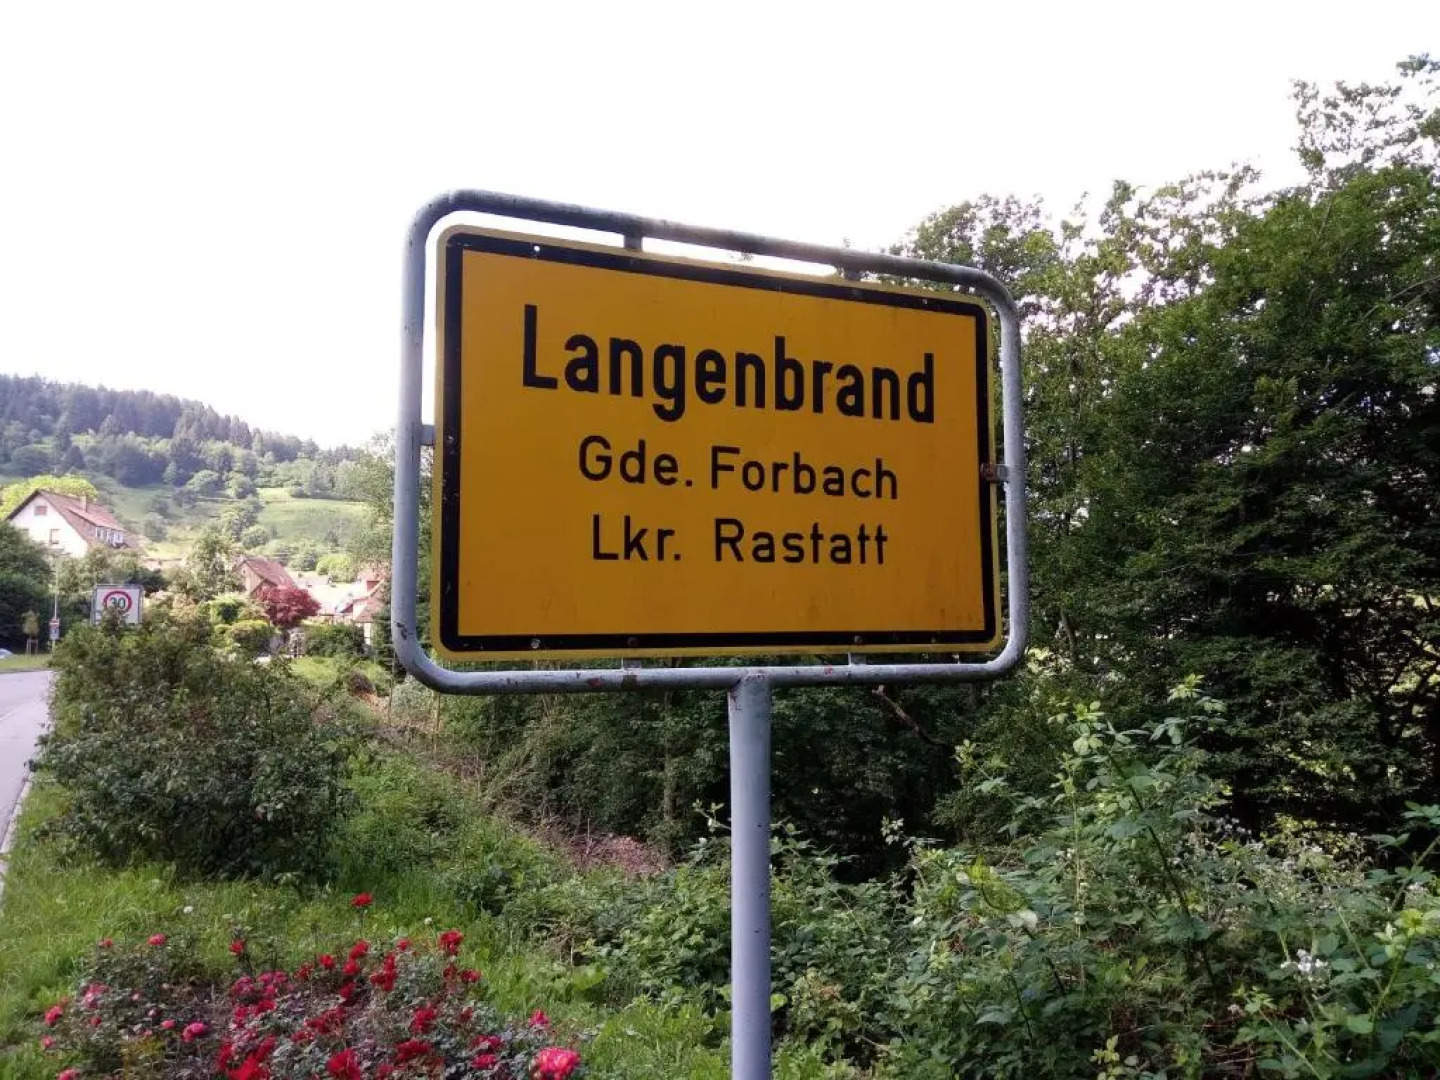 Langenbrand
Gde. Forbach
Lkr. Rastatt
30